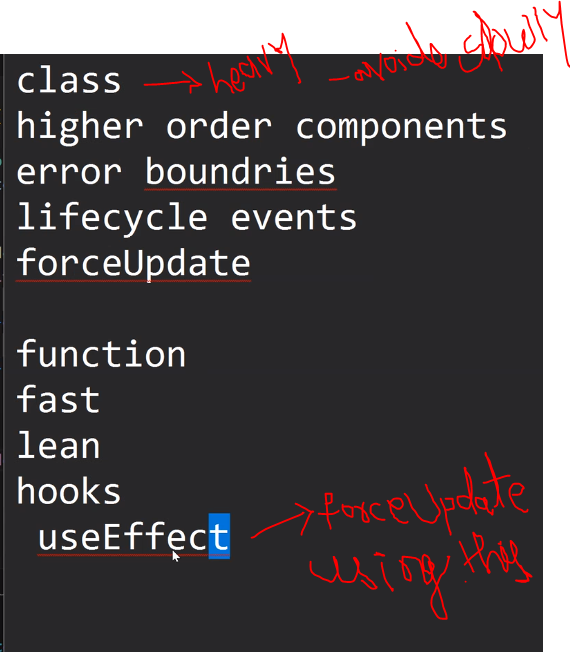 class → heavy - avoids slowly
higher order components
error boundries
lifecycle events
forceUpdate
function
fast
lean
hooks
useEffect → forceUpdate
using this